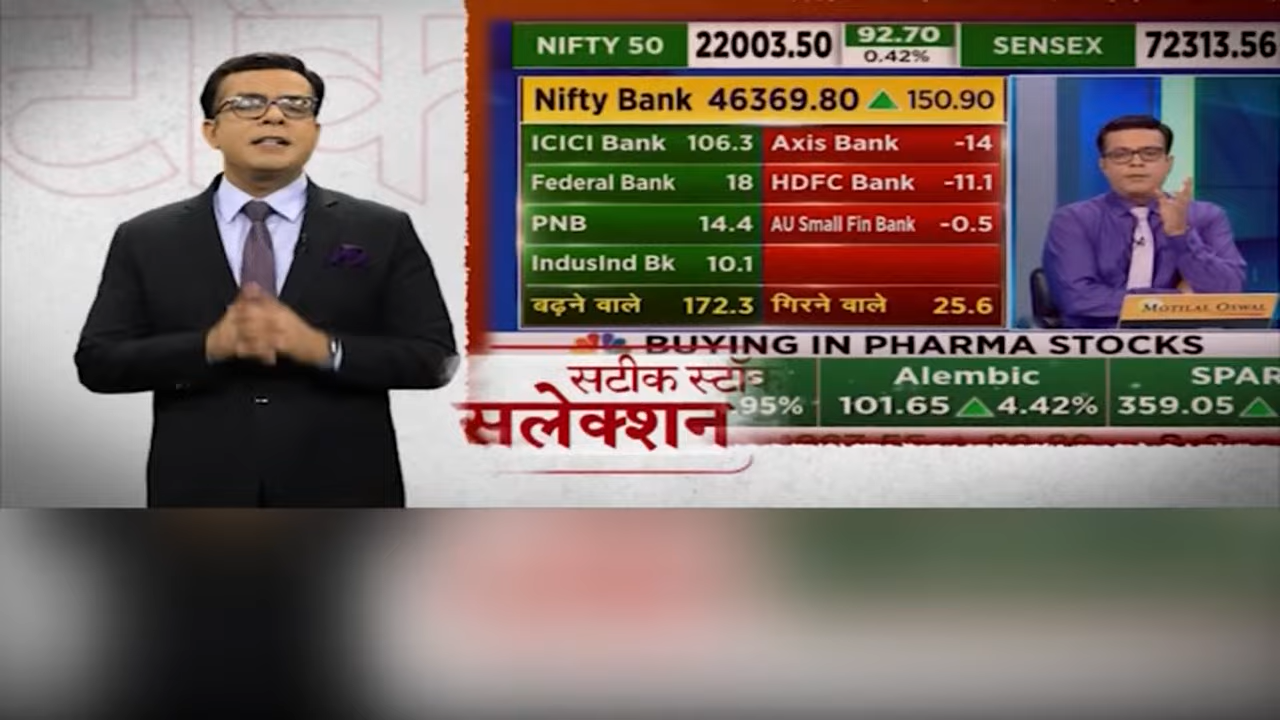 NIFTY 50 22003.50 92.70 0.42% SENSEX 72313.56
Nifty Bank 46369.80 ▲ 150.90
ICICI Bank 106.3 Axis Bank -14
Federal Bank 18 HDFC Bank -11.1
PNB 14.4 AU Small Fin Bank -0.5
IndusInd Bk 10.1
बढ़ने वाले 172.3 गिरने वाले 25.6
MOTILAL OSWAL
BUYING IN PHARMA STOCKS
सटीक स्टॉक
सलेक्शन
.95% Alembic 101.65 ▲ 4.42% SPAR 359.05 ▲